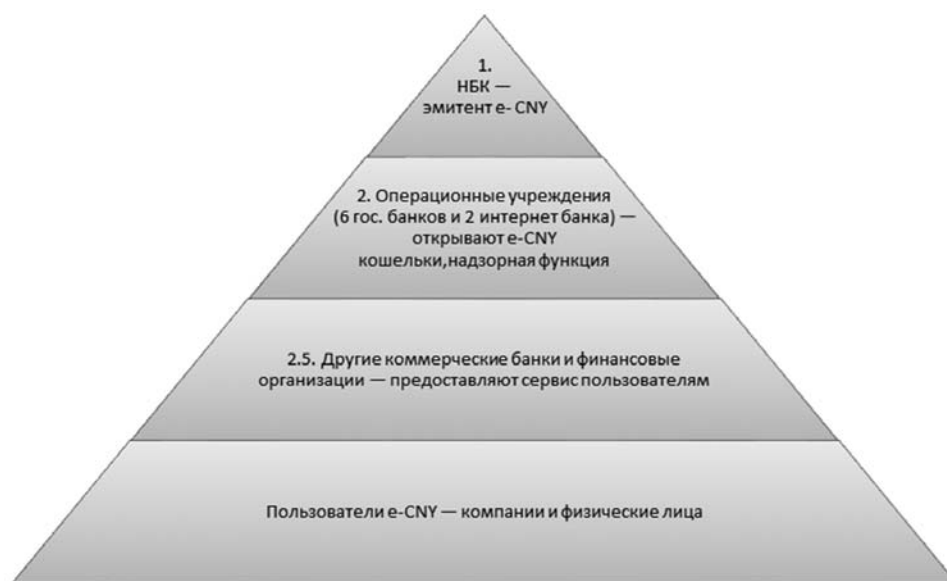 1.
НБК —
эмитент e- CNY
2. Операционные учреждения
(6 гос. банков и 2 интернет банка) —
открывают e-CNY
кошельки,надзорная функция
2.5. Другие коммерческие банки и финансовые
организации — предоставляют сервис пользователям
Пользователи e-CNY — компании и физические лица